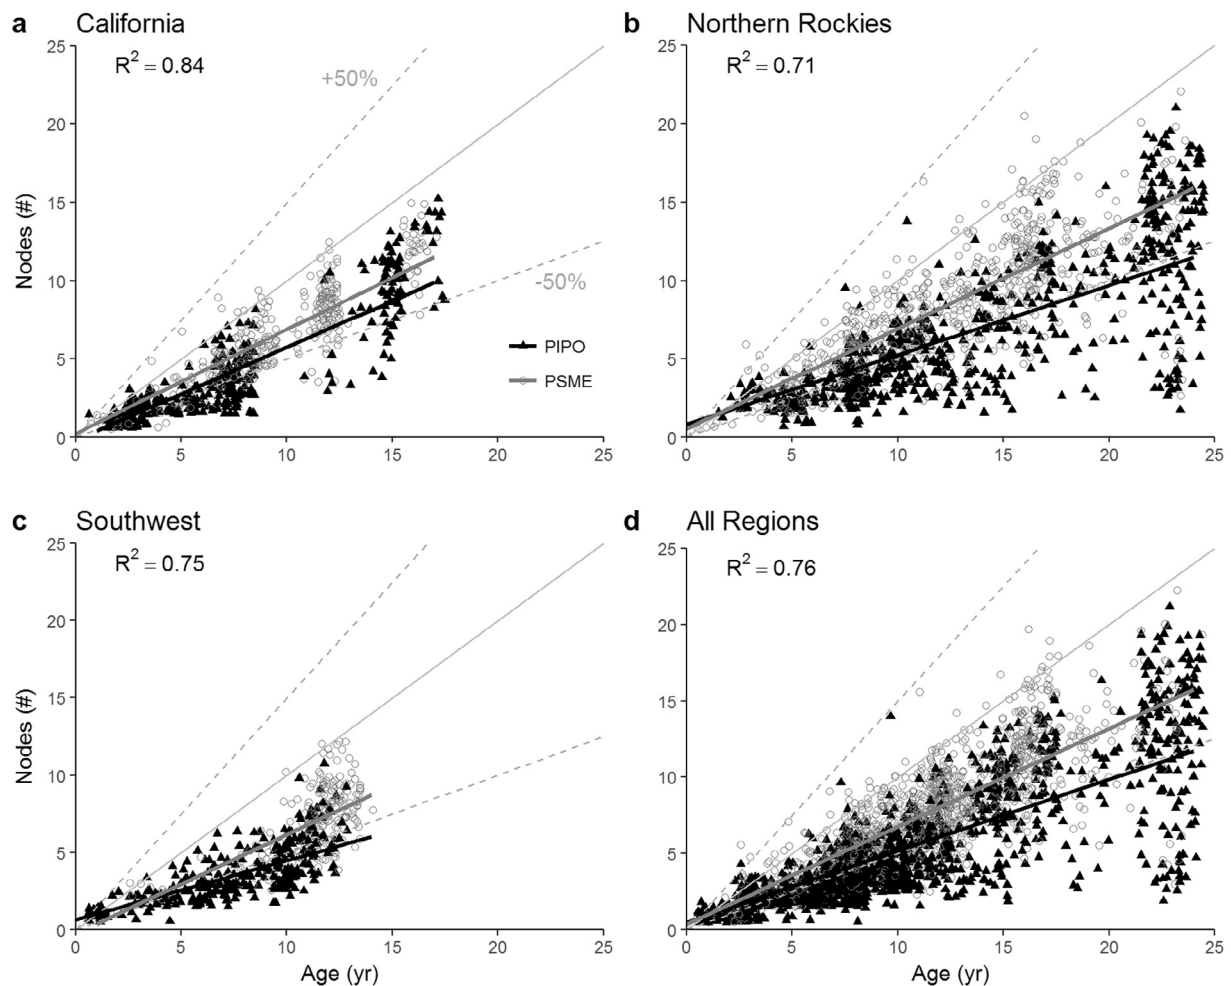 a California
R² = 0.84
+50%
-50%
PIPO
PSME
Nodes (#)
25
20
15
10
5
0
0 5 10 15 20 25
b Northern Rockies
R² = 0.71
25
20
15
10
5
0
0 5 10 15 20 25
c Southwest
R² = 0.75
Nodes (#)
25
20
15
10
5
0
0 5 10 15 20 25
Age (yr)
d All Regions
R² = 0.76
25
20
15
10
5
0
0 5 10 15 20 25
Age (yr)